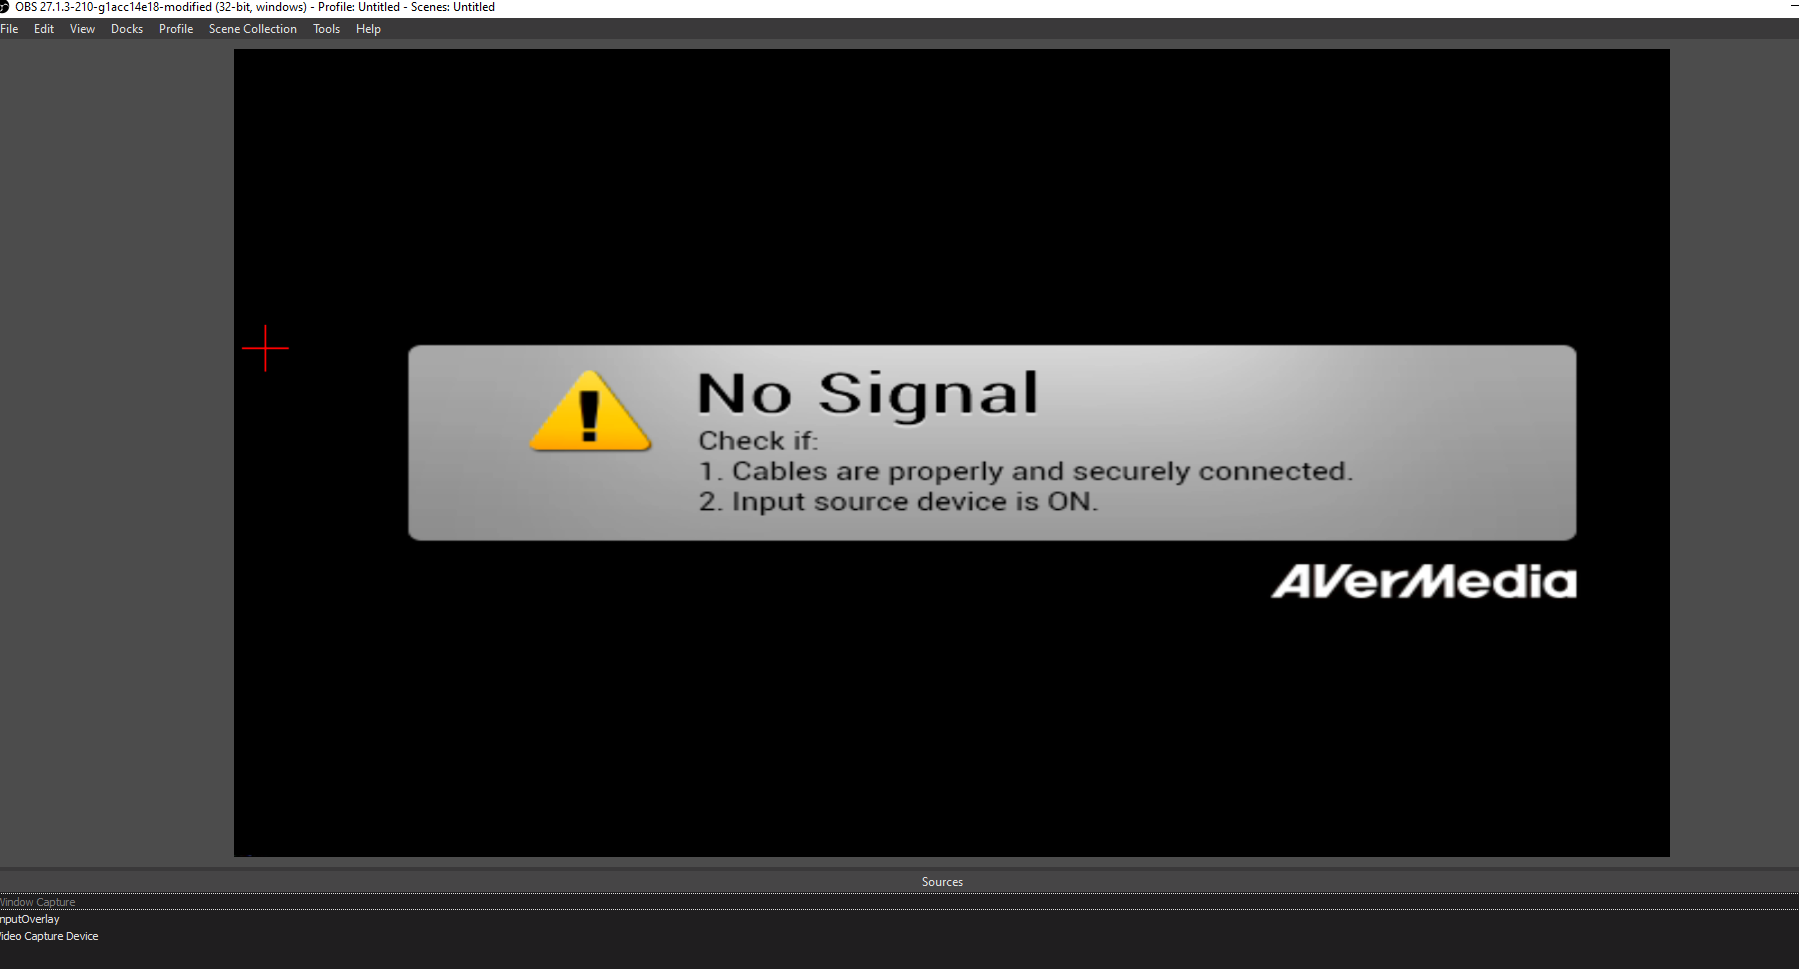 OBS 27.1.3-210-g1acc14e18-modified (32-bit, windows) - Profile: Untitled - Scenes: Untitled
File Edit View Docks Profile Scene Collection Tools Help
No Signal
Check if:
1. Cables are properly and securely connected.
2. Input source device is ON.
AVerMedia
Sources
Window Capture
nputOverlay
ideo Capture Device